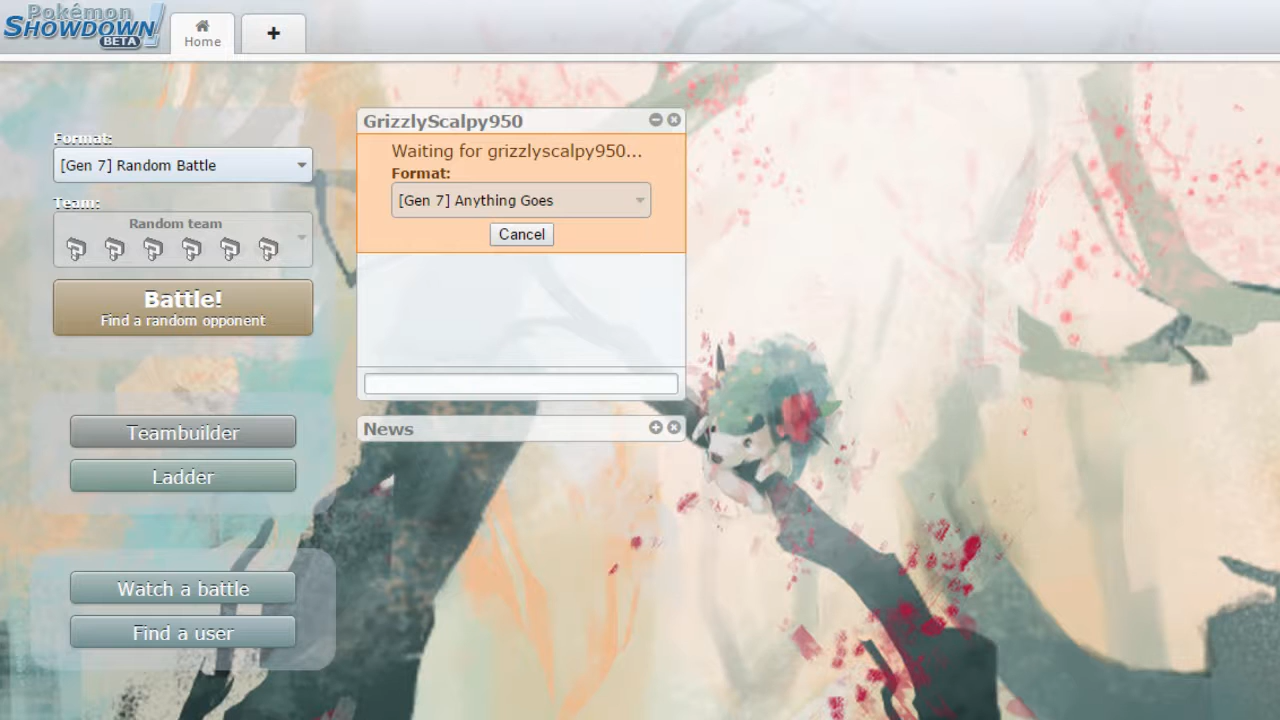 Pokémon
SHOWDOWN!
BETA
Home
+
Format:
[Gen 7] Random Battle
Team:
Random team
Battle!
Find a random opponent
Teambuilder
Ladder
Watch a battle
Find a user
GrizzlyScalpy950
Waiting for grizzlyscalpy950...
Format:
[Gen 7] Anything Goes
Cancel
News